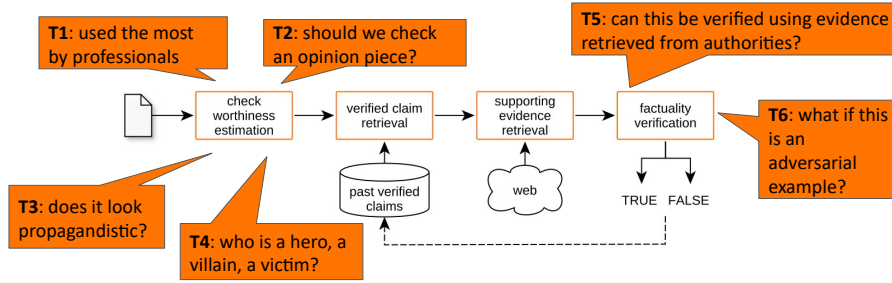 T1: used the most
by professionals
T2: should we check
an opinion piece?
T5: can this be verified using evidence
retrieved from authorities?
check
worthiness
estimation
verified claim
retrieval
supporting
evidence
retrieval
factuality
verification
T6: what if this
is an
adversarial
example?
T3: does it look
propagandistic?
T4: who is a hero, a
villain, a victim?
past verified
claims
web
TRUE FALSE